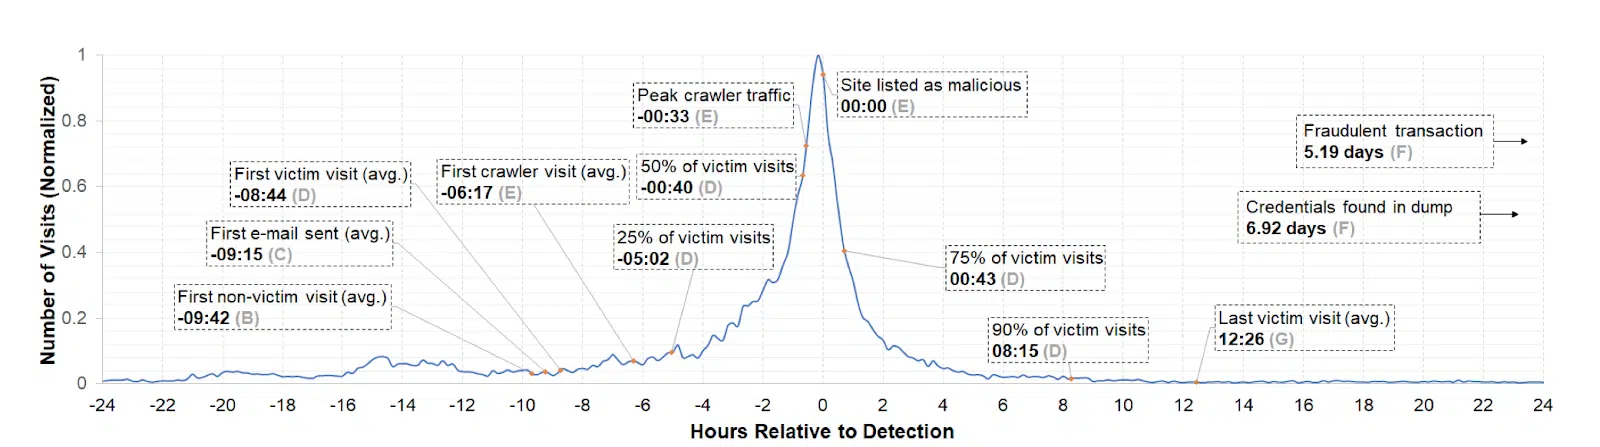 Number of Visits (Normalized)
1
0.8
0.6
0.4
0.2
0
First non-victim visit (avg.)
-09:42 (B)
First e-mail sent (avg.)
-09:15 (C)
First victim visit (avg.)
-08:44 (D)
First crawler visit (avg.)
-06:17 (E)
25% of victim visits
-05:02 (D)
50% of victim visits
-00:40 (D)
Peak crawler traffic
-00:33 (E)
Site listed as malicious
00:00 (E)
75% of victim visits
00:43 (D)
90% of victim visits
08:15 (D)
Last victim visit (avg.)
12:26 (G)
Fraudulent transaction
5.19 days (F)
Credentials found in dump
6.92 days (F)
-24 -22 -20 -18 -16 -14 -12 -10 -8 -6 -4 -2 0 2 4 6 8 10 12 14 16 18 20 22 24
Hours Relative to Detection